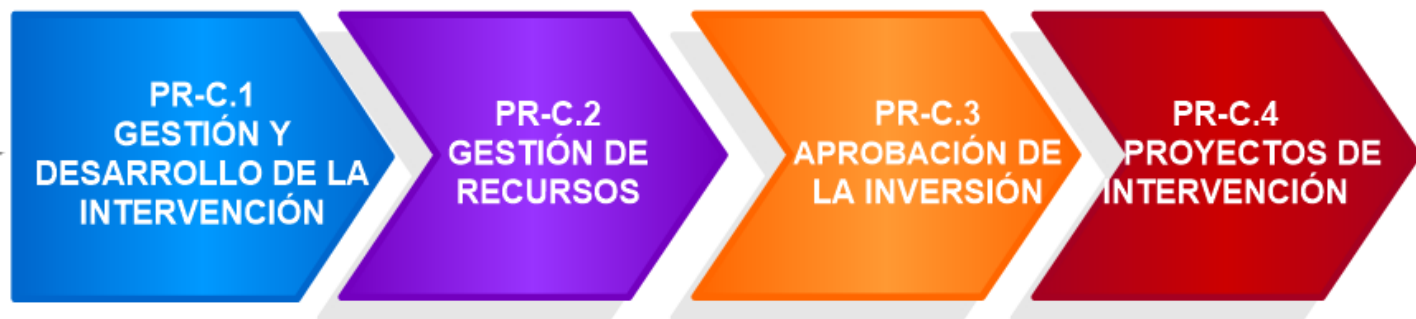 PR-C.1
GESTIÓN Y
DESARROLLO DE LA
INTERVENCIÓN
PR-C.2
GESTIÓN DE
RECURSOS
PR-C.3
APROBACIÓN DE
LA INVERSIÓN
PR-C.4
PROYECTOS DE
INTERVENCIÓN